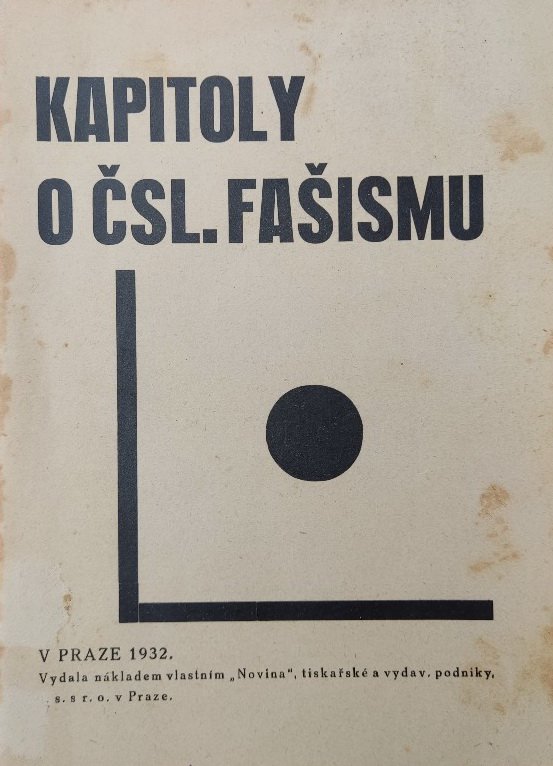 KAPITOLY
O ČSL. FAŠISMU
V PRAZE 1932.
Vydala nákladem vlastním „Novina“, tiskařské a vydav. podniky,
s. s r. o. v Praze.